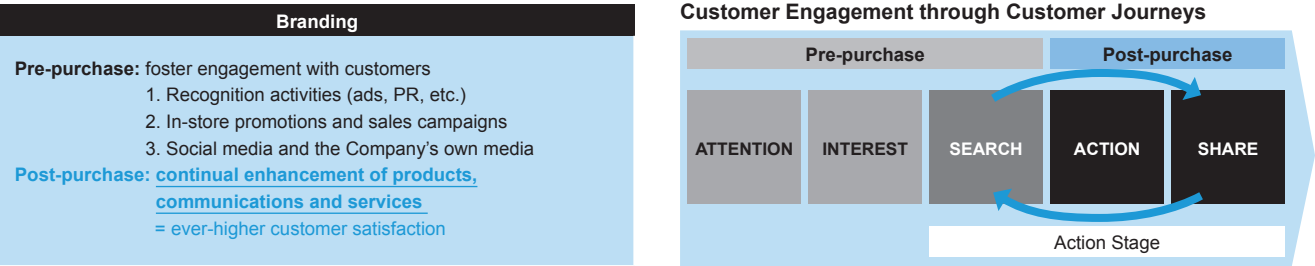 Branding
Pre-purchase: foster engagement with customers
1. Recognition activities (ads, PR, etc.)
2. In-store promotions and sales campaigns
3. Social media and the Company’s own media
Post-purchase: continual enhancement of products,
communications and services
= ever-higher customer satisfaction
Customer Engagement through Customer Journeys
Pre-purchase
Post-purchase
ATTENTION
INTEREST
SEARCH
ACTION
SHARE
Action Stage